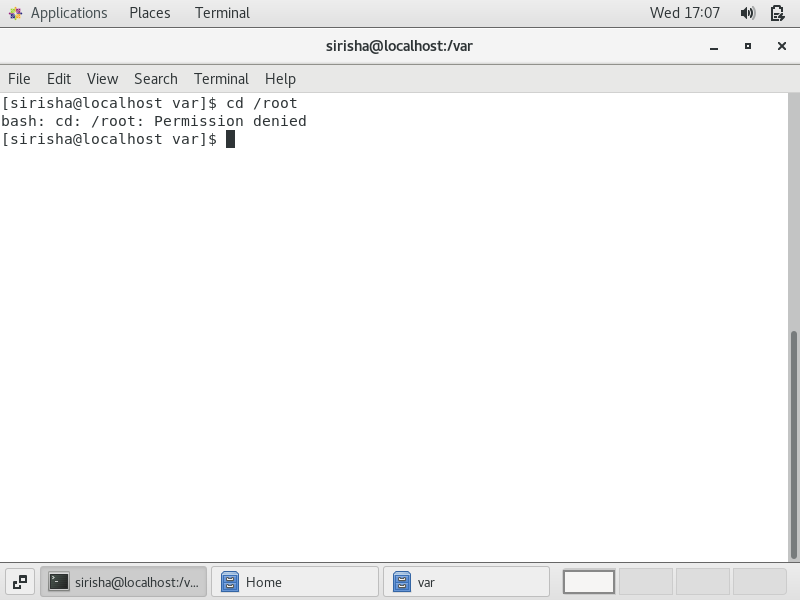 Applications Places Terminal Wed 17:07
sirisha@localhost:/var
File Edit View Search Terminal Help
[sirisha@localhost var]$ cd /root
bash: cd: /root: Permission denied
[sirisha@localhost var]$
sirisha@localhost:/v... Home var